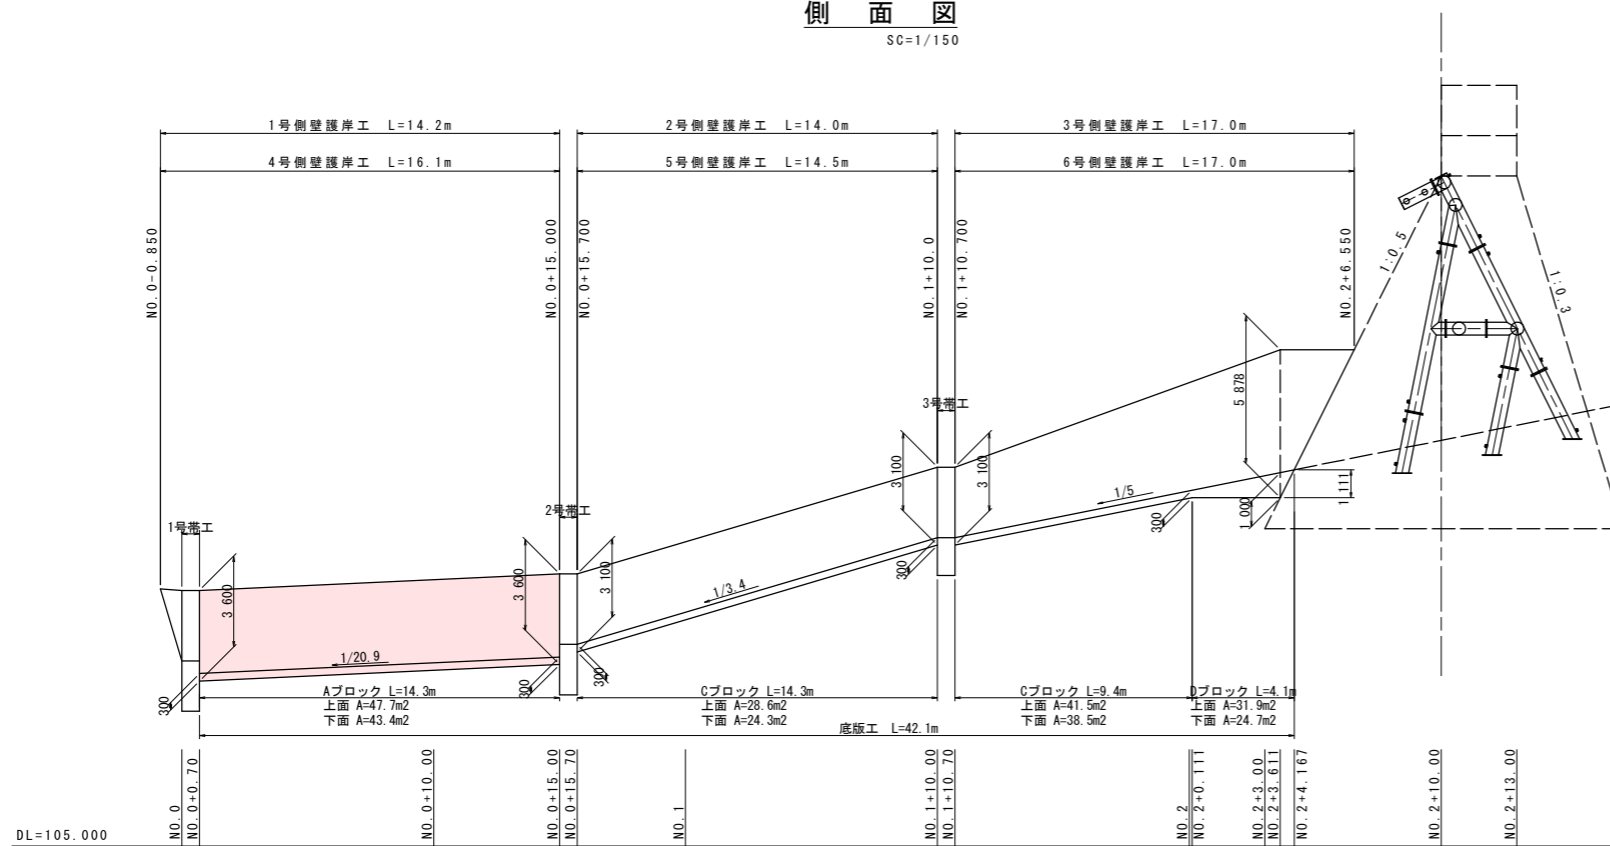 側 面 図
SC=1/150
1号側壁護岸工 L=14.2m
2号側壁護岸工 L=14.0m
3号側壁護岸工 L=17.0m
4号側壁護岸工 L=16.1m
5号側壁護岸工 L=14.5m
6号側壁護岸工 L=17.0m
NO.0-0.850
NO.0+15.000
NO.0+15.700
NO.1+10.0
NO.1+10.700
NO.2+6.550
1:0.5
1:0.3
5 878
3号帯工
3 100
3 100
1/5
1 111
1 000
300
2号帯工
1号帯工
3 600
3 600
3 100
1/3.4
300
1/20.9
300
300
300
Aブロック L=14.3m
上面 A=47.7m2
下面 A=43.4m2
Cブロック L=14.3m
上面 A=28.6m2
下面 A=24.3m2
Cブロック L=9.4m
上面 A=41.5m2
下面 A=38.5m2
Dブロック L=4.1m
上面 A=31.9m2
下面 A=24.7m2
底版工 L=42.1m
NO.0
NO.0+0.70
NO.0+10.00
NO.0+15.00
NO.0+15.70
NO.1
NO.1+10.00
NO.1+10.70
NO.2
NO.2+0.111
NO.2+3.00
NO.2+3.611
NO.2+4.167
NO.2+10.00
NO.2+13.00
DL=105.000